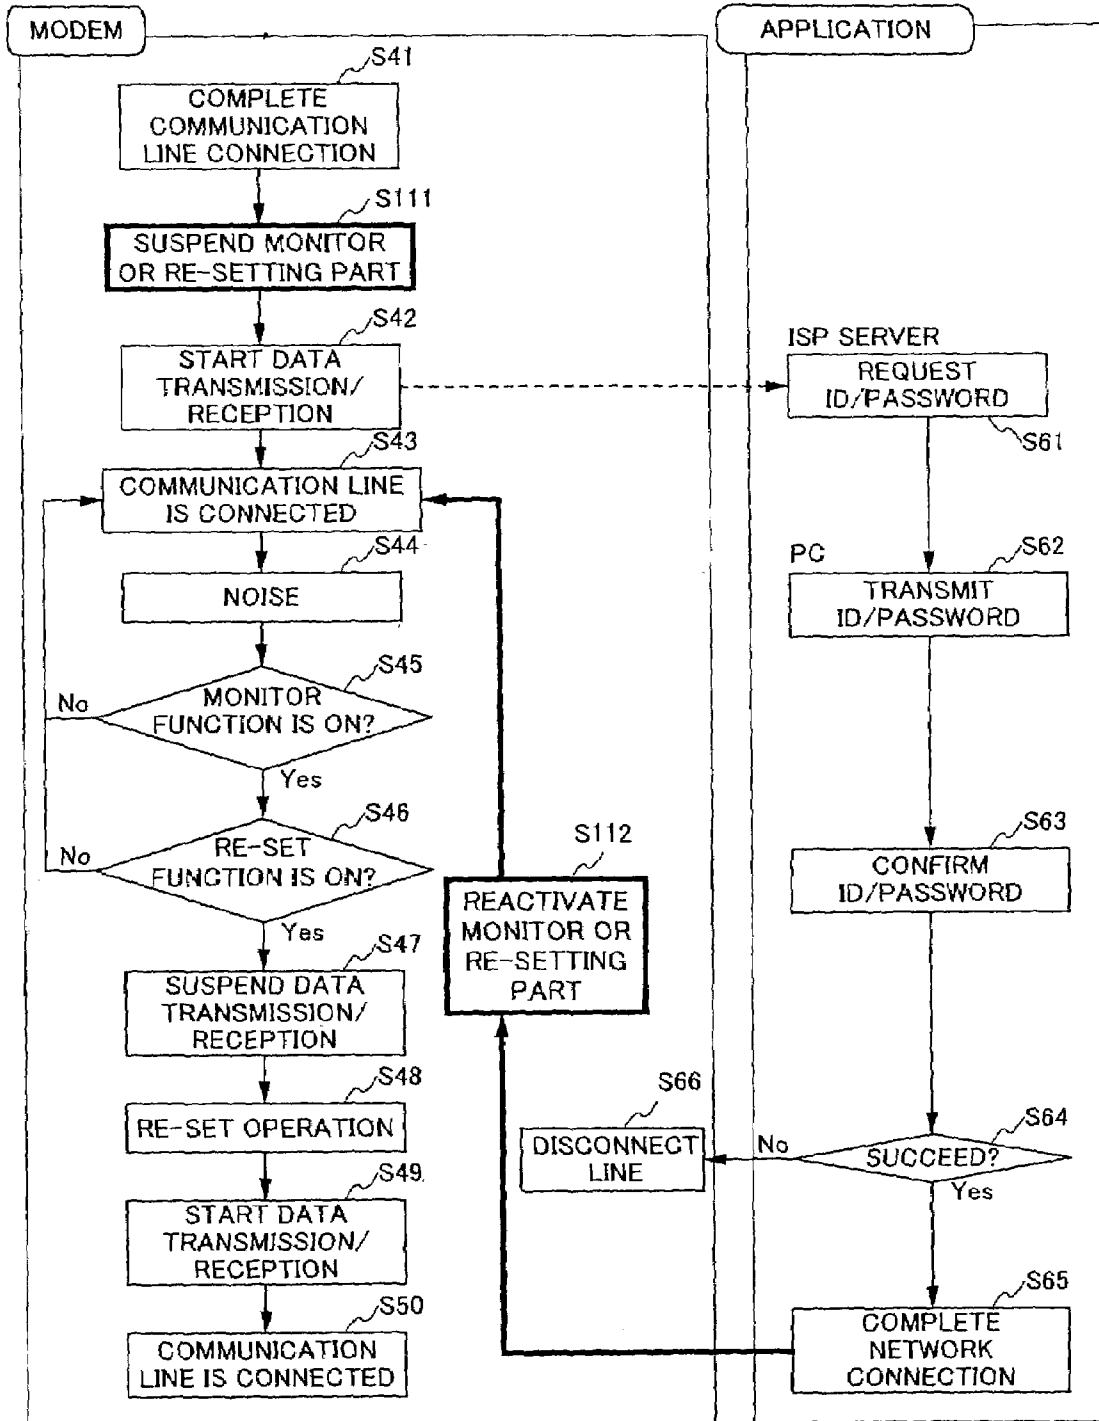 MODEM
APPLICATION
S41
COMPLETE
COMMUNICATION
LINE CONNECTION
S111
SUSPEND MONITOR
OR RE-SETTING PART
S42
START DATA
TRANSMISSION/
RECEPTION
S43
COMMUNICATION LINE
IS CONNECTED
S44
NOISE
S45
MONITOR
FUNCTION IS ON?
No
Yes
S46
RE-SET
FUNCTION IS ON?
No
Yes
S47
SUSPEND DATA
TRANSMISSION/
RECEPTION
S48
RE-SET OPERATION
S49
START DATA
TRANSMISSION/
RECEPTION
S50
COMMUNICATION
LINE IS CONNECTED
S112
REACTIVATE
MONITOR OR
RE-SETTING
PART
S66
DISCONNECT
LINE
ISP SERVER
REQUEST
ID/PASSWORD
S61
PC
S62
TRANSMIT
ID/PASSWORD
S63
CONFIRM
ID/PASSWORD
S64
SUCCEED?
No
Yes
S65
COMPLETE
NETWORK
CONNECTION